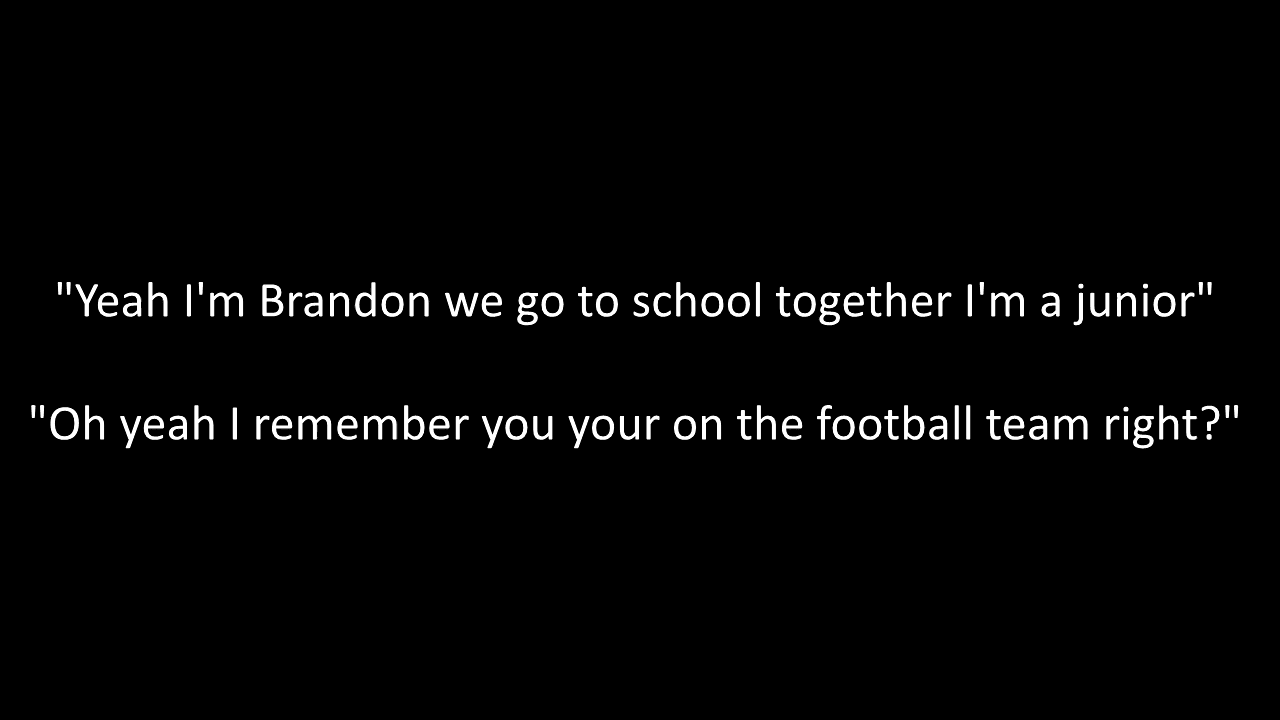 "Yeah I'm Brandon we go to school together I'm a junior"
"Oh yeah I remember you your on the football team right?"